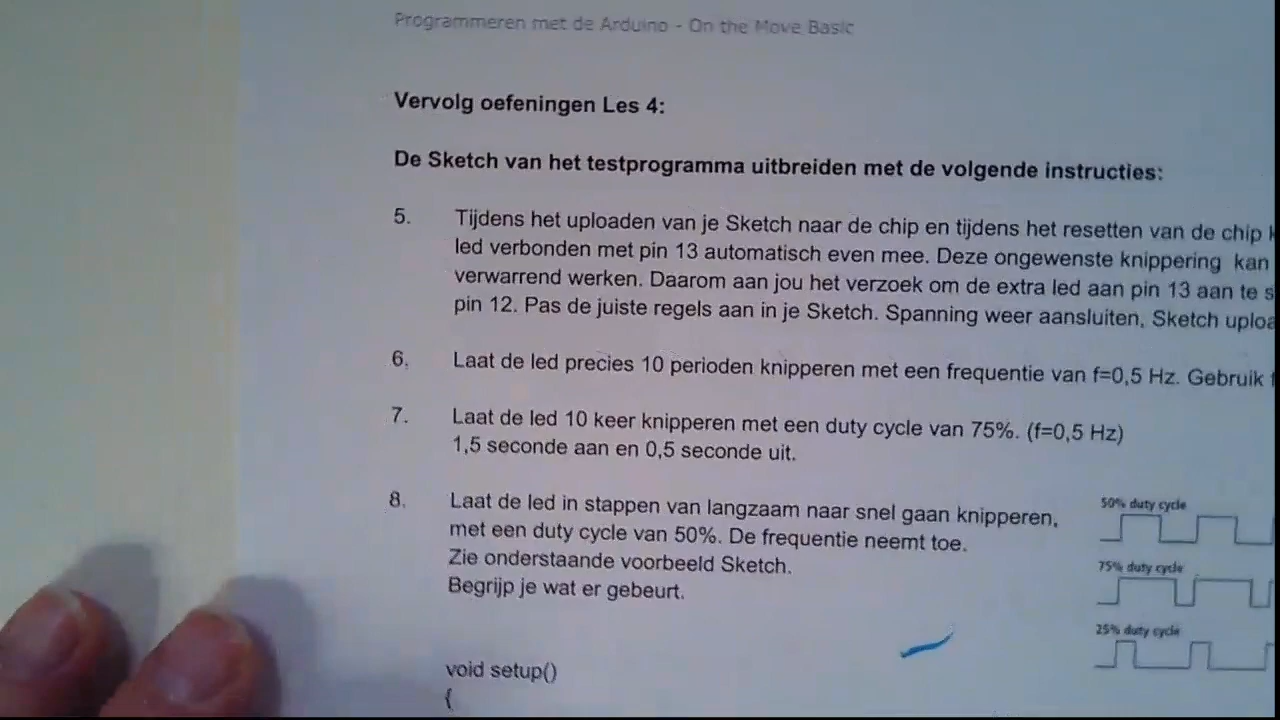 Programmeren met de Arduino - On the Move Basic
Vervolg oefeningen Les 4:
De Sketch van het testprogramma uitbreiden met de volgende instructies:
5. Tijdens het uploaden van je Sketch naar de chip en tijdens het resetten van de chip
led verbonden met pin 13 automatisch even mee. Deze ongewenste knippering kan
verwarrend werken. Daarom aan jou het verzoek om de extra led aan pin 13 aan te s
pin 12. Pas de juiste regels aan in je Sketch. Spanning weer aansluiten, Sketch uploa
6. Laat de led precies 10 perioden knipperen met een frequentie van f=0,5 Hz. Gebruik
7. Laat de led 10 keer knipperen met een duty cycle van 75%. (f=0,5 Hz)
1,5 seconde aan en 0,5 seconde uit.
8. Laat de led in stappen van langzaam naar snel gaan knipperen,
met een duty cycle van 50%. De frequentie neemt toe.
Zie onderstaande voorbeeld Sketch.
Begrijp je wat er gebeurt.
50% duty cycle
75% duty cycle
25% duty cycle
void setup()
{